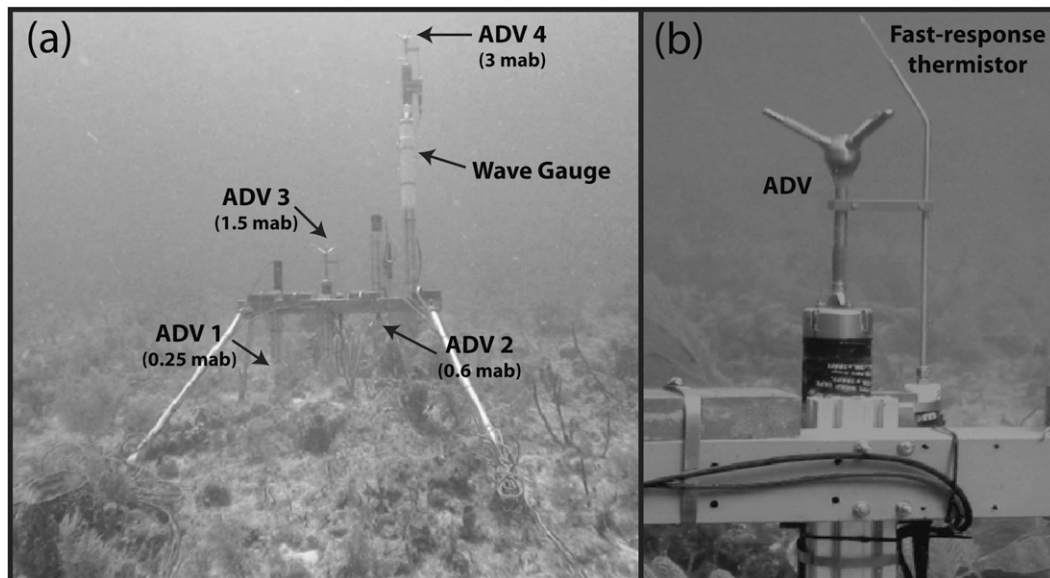 (a)
ADV 4
(3 mab)
Wave Gauge
ADV 3
(1.5 mab)
ADV 1
(0.25 mab)
ADV 2
(0.6 mab)
(b)
Fast-response
thermistor
ADV